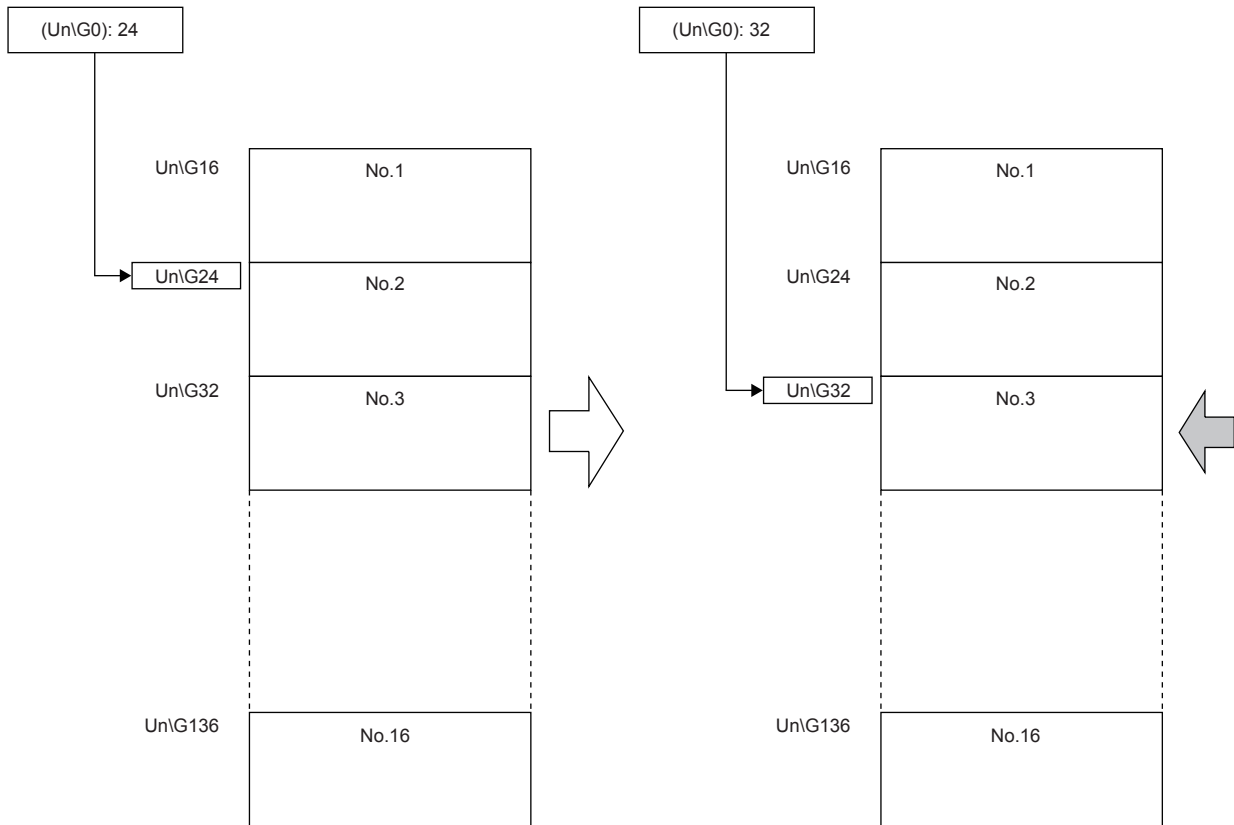 (Un\G0): 24
Un\G16
No.1
Un\G24
No.2
Un\G32
No.3
Un\G136
No.16
(Un\G0): 32
Un\G16
No.1
Un\G24
No.2
Un\G32
No.3
Un\G136
No.16